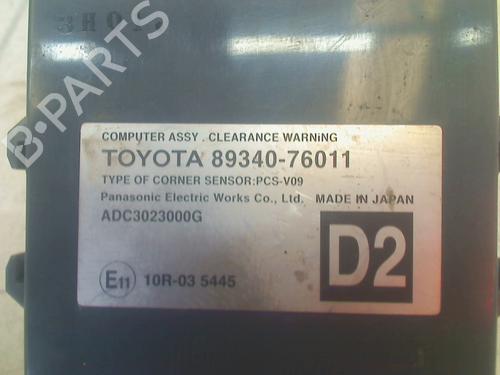 B-PARTS
COMPUTER ASSY . CLEARANCE WARNiNG
TOYOTA 89340-76011
TYPE OF CORNER SENSOR:PCS-V09
Panasonic Electric Works Co., Ltd. MADE IN JAPAN
ADC3023000G
D2
E11 10R-03 5445